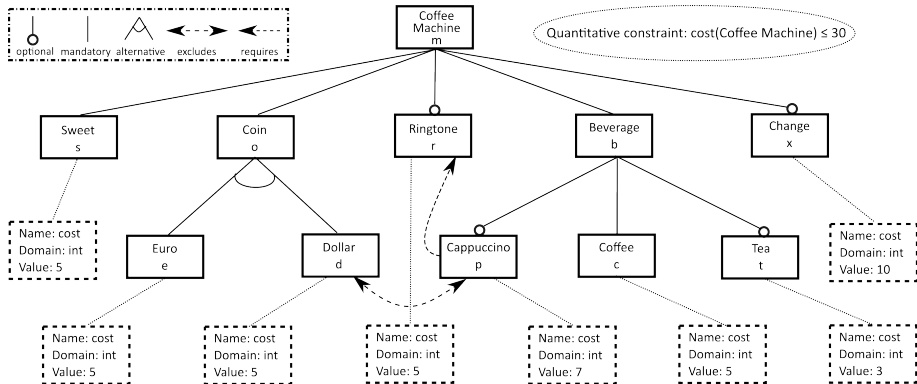 optional mandatory alternative excludes requires
Coffee
Machine
m
Quantitative constraint: cost(Coffee Machine) ≤ 30
Sweet
s
Coin
o
Ringtone
r
Beverage
b
Change
x
Name: cost
Domain: int
Value: 5
Euro
e
Dollar
d
Cappuccino
p
Coffee
c
Tea
t
Name: cost
Domain: int
Value: 10
Name: cost
Domain: int
Value: 5
Name: cost
Domain: int
Value: 5
Name: cost
Domain: int
Value: 5
Name: cost
Domain: int
Value: 7
Name: cost
Domain: int
Value: 5
Name: cost
Domain: int
Value: 3